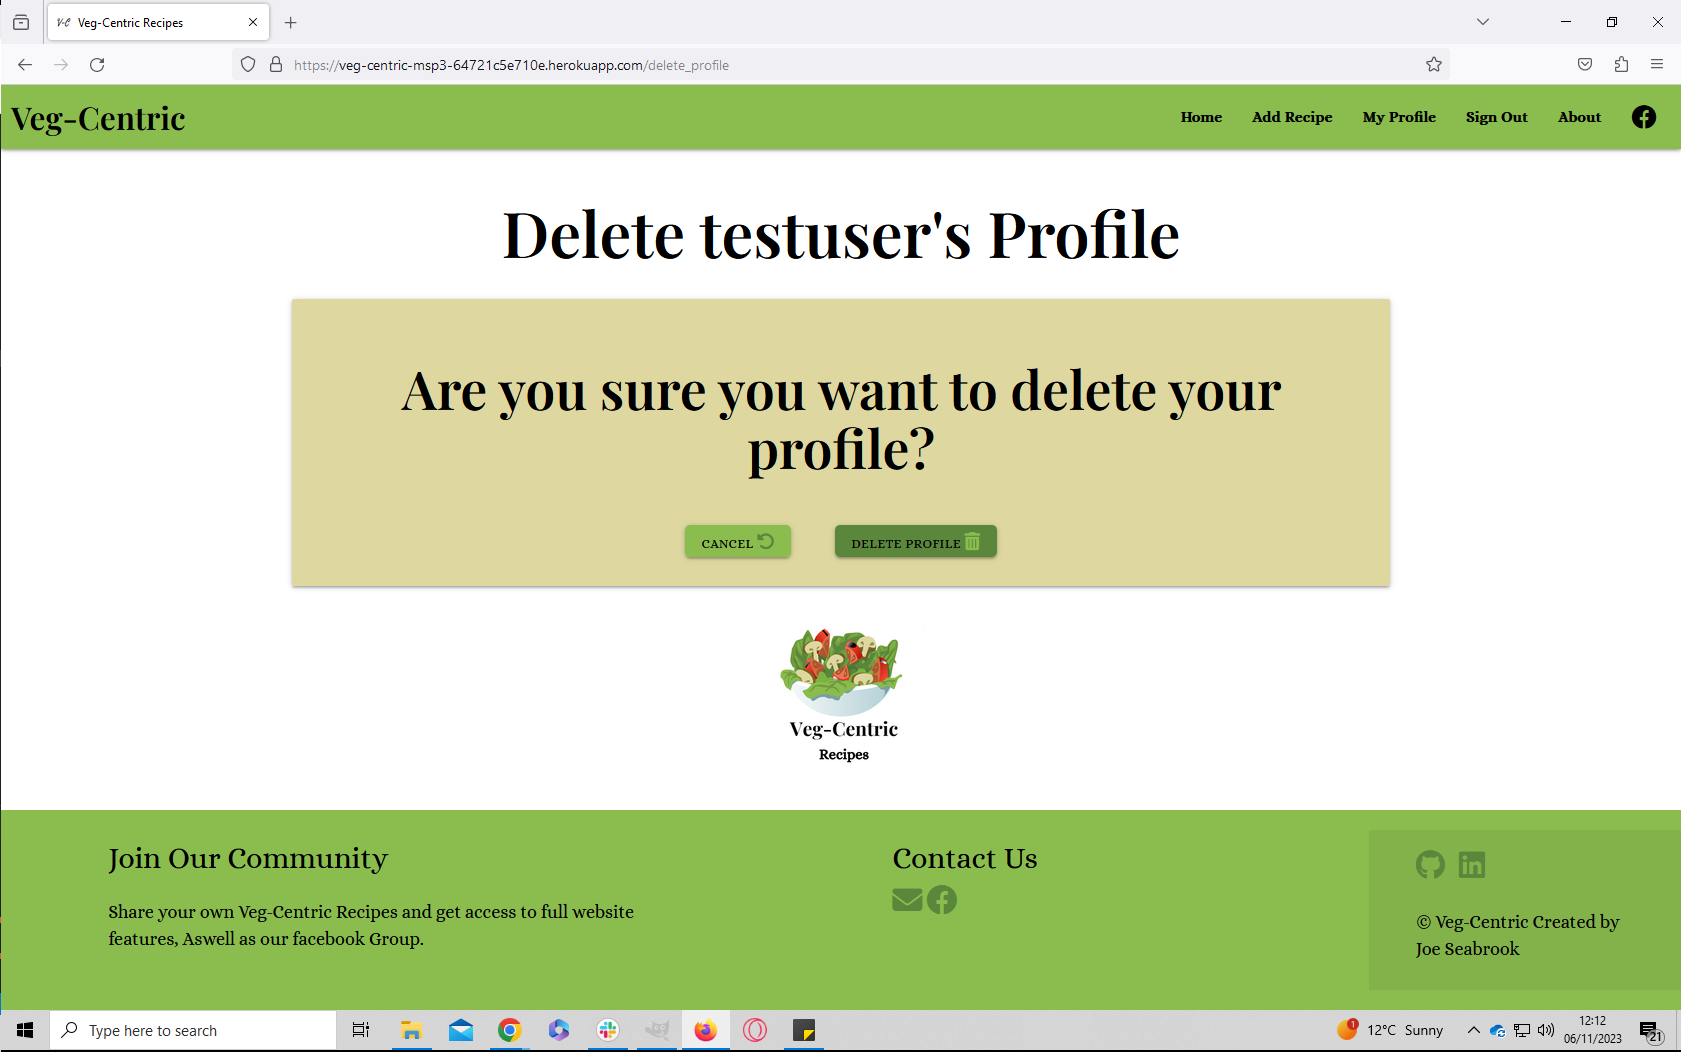 V-C Veg-Centric Recipes
https://veg-centric-msp3-64721c5e710e.herokuapp.com/delete_profile
Veg-Centric
Home Add Recipe My Profile Sign Out About
Delete testuser's Profile
Are you sure you want to delete your
profile?
CANCEL DELETE PROFILE
Veg-Centric
Recipes
Join Our Community
Contact Us
Share your own Veg-Centric Recipes and get access to full website
features, Aswell as our facebook Group.
© Veg-Centric Created by
Joe Seabrook
Type here to search
1
12°C Sunny
12:12
06/11/2023
21